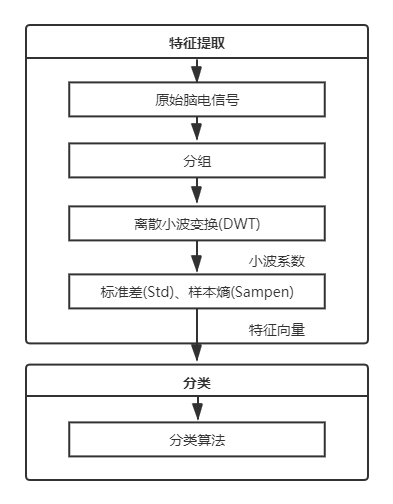 特征提取
原始脑电信号
分组
离散小波变换(DWT)
小波系数
标准差(Std)、样本熵(Sampen)
特征向量
分类
分类算法